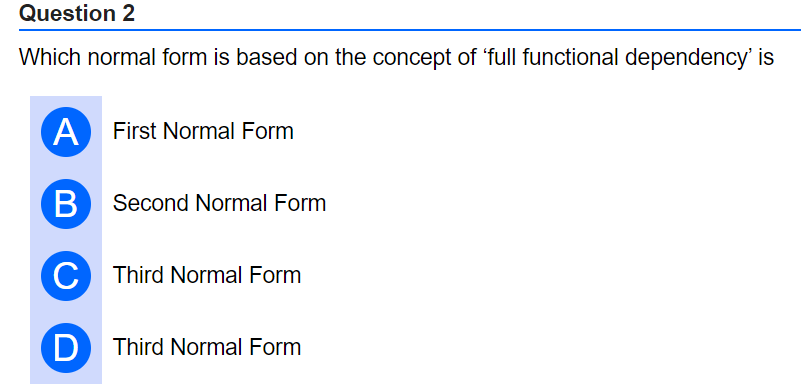 Question 2
Which normal form is based on the concept of ‘full functional dependency’ is
A First Normal Form
B Second Normal Form
C Third Normal Form
D Third Normal Form